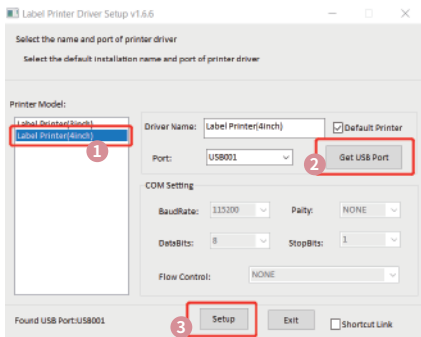 Label Printer Driver Setup v1.6.6
Select the name and port of printer driver
Select the default installation name and port of printer driver
Printer Model:
Label Printer(3inch)
Label Printer(4inch)
1
Driver Name: Label Printer(4inch) Default Printer
Port: USB001 2 Get USB Port
COM Setting
BaudRate: 115200 Paity: NONE
DataBits: 8 StopBits: 1
Flow Control: NONE
Found USB Port:USB001 3 Setup Exit Shortcut Link